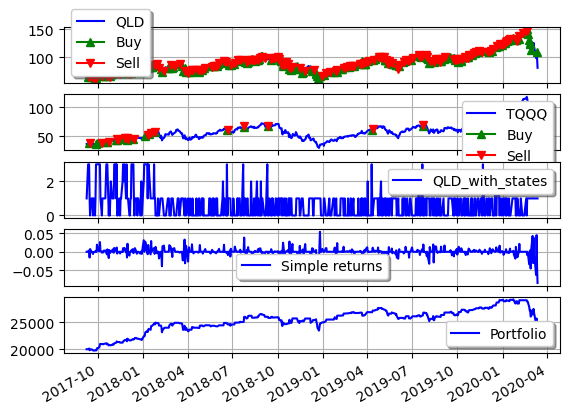 150
100
QLD
Buy
Sell
100
50
TQQQ
Buy
Sell
2
0
QLD_with_states
0.05
0.00
−0.05
Simple returns
25000
20000
Portfolio
2017-10
2018-01
2018-04
2018-07
2018-10
2019-01
2019-04
2019-07
2019-10
2020-01
2020-04